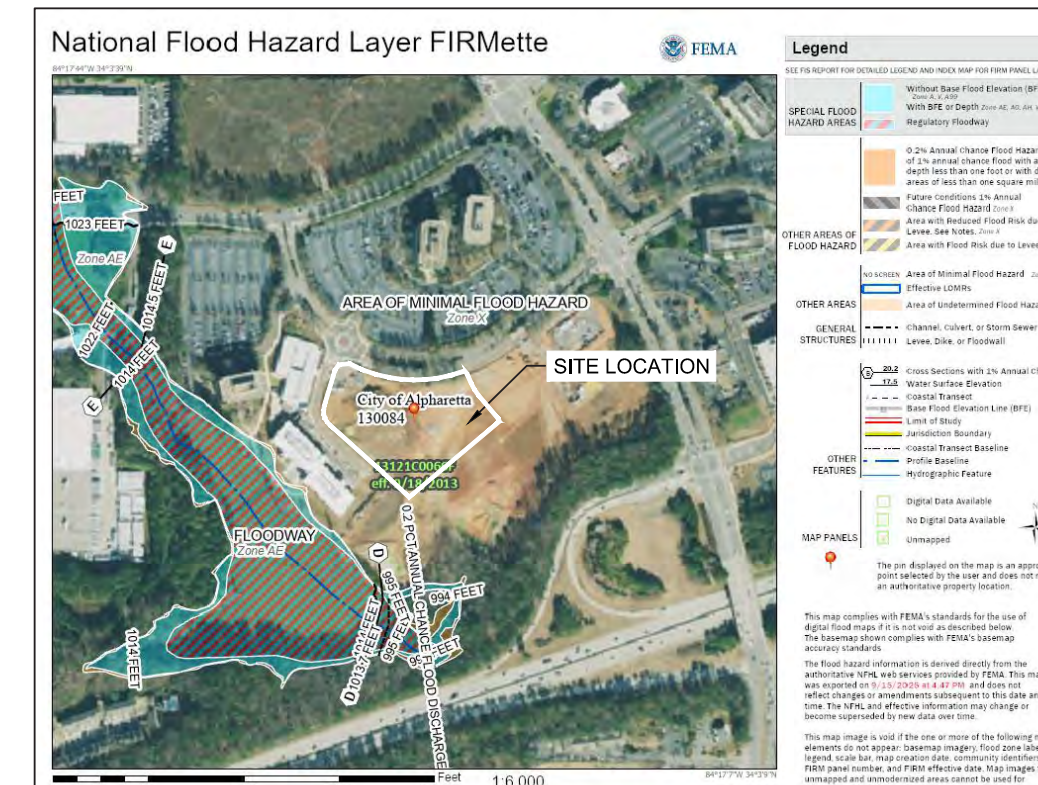 National Flood Hazard Layer FIRMette
FEMA
84°17'44"W 34°3'39"N
FEET
1023 FEET
E
Zone AE
1014.5 FEET
1022 FEET
1014 FEET
E
AREA OF MINIMAL FLOOD HAZARD
Zone X
SITE LOCATION
City of Alpharetta
130084
FLOODWAY
Zone AE
D
0.2 PCT ANNUAL CHANCE FLOOD DISCHARGE
995 FEET
994 FEET
995 FEET
1013.7 FEET
D
1014 FEET
Feet
1:6,000
84°17'7"W 34°3'9"N
Legend
SEE FIS REPORT FOR DETAILED LEGEND AND INDEX MAP FOR FIRM PANEL
SPECIAL FLOOD
HAZARD AREAS
Without Base Flood Elevation
Zone A, V, A99
With BFE or Depth Zone AE, AO, AH,
Regulatory Floodway
OTHER AREAS OF
FLOOD HAZARD
0.2% Annual Chance Flood
of 1% annual chance flood with
depth less than one foot or with
areas of less than one square
Future Conditions 1% Annual
Chance Flood Hazard Zone X
Area with Reduced Flood Risk
Levee. See Notes. Zone X
Area with Flood Risk due to
OTHER AREAS
NO SCREEN Area of Minimal Flood Hazard
Effective LOMRs
Area of Undetermined Flood
GENERAL
STRUCTURES
Channel, Culvert, or Storm Sewer
Levee, Dike, or Floodwall
OTHER
FEATURES
20.2 Cross Sections with 1% Annual
17.5 Water Surface Elevation
Coastal Transect
Base Flood Elevation Line (BFE)
Limit of Study
Jurisdiction Boundary
Coastal Transect Baseline
Profile Baseline
Hydrographic Feature
MAP PANELS
Digital Data Available
No Digital Data Available
Unmapped
The pin displayed on the map is an
point selected by the user and does not
an authoritative property location.
This map complies with FEMA's standards for the use of
digital flood maps if it is not void as described below.
The basemap shown complies with FEMA's basemap
accuracy standards
The flood hazard information is derived directly from the
authoritative NFHL web services provided by FEMA. This
was exported on 9/15/2025 at 4:47 PM and does not
reflect changes or amendments subsequent to this date
time. The NFHL and effective information may change or
become superseded by new data over time.
This map image is void if the one or more of the following
elements do not appear: basemap imagery, flood zone
legend, scale bar, map creation date, community identifiers,
FIRM panel number, and FIRM effective date. Map images
unmapped and unmodernized areas cannot be used for